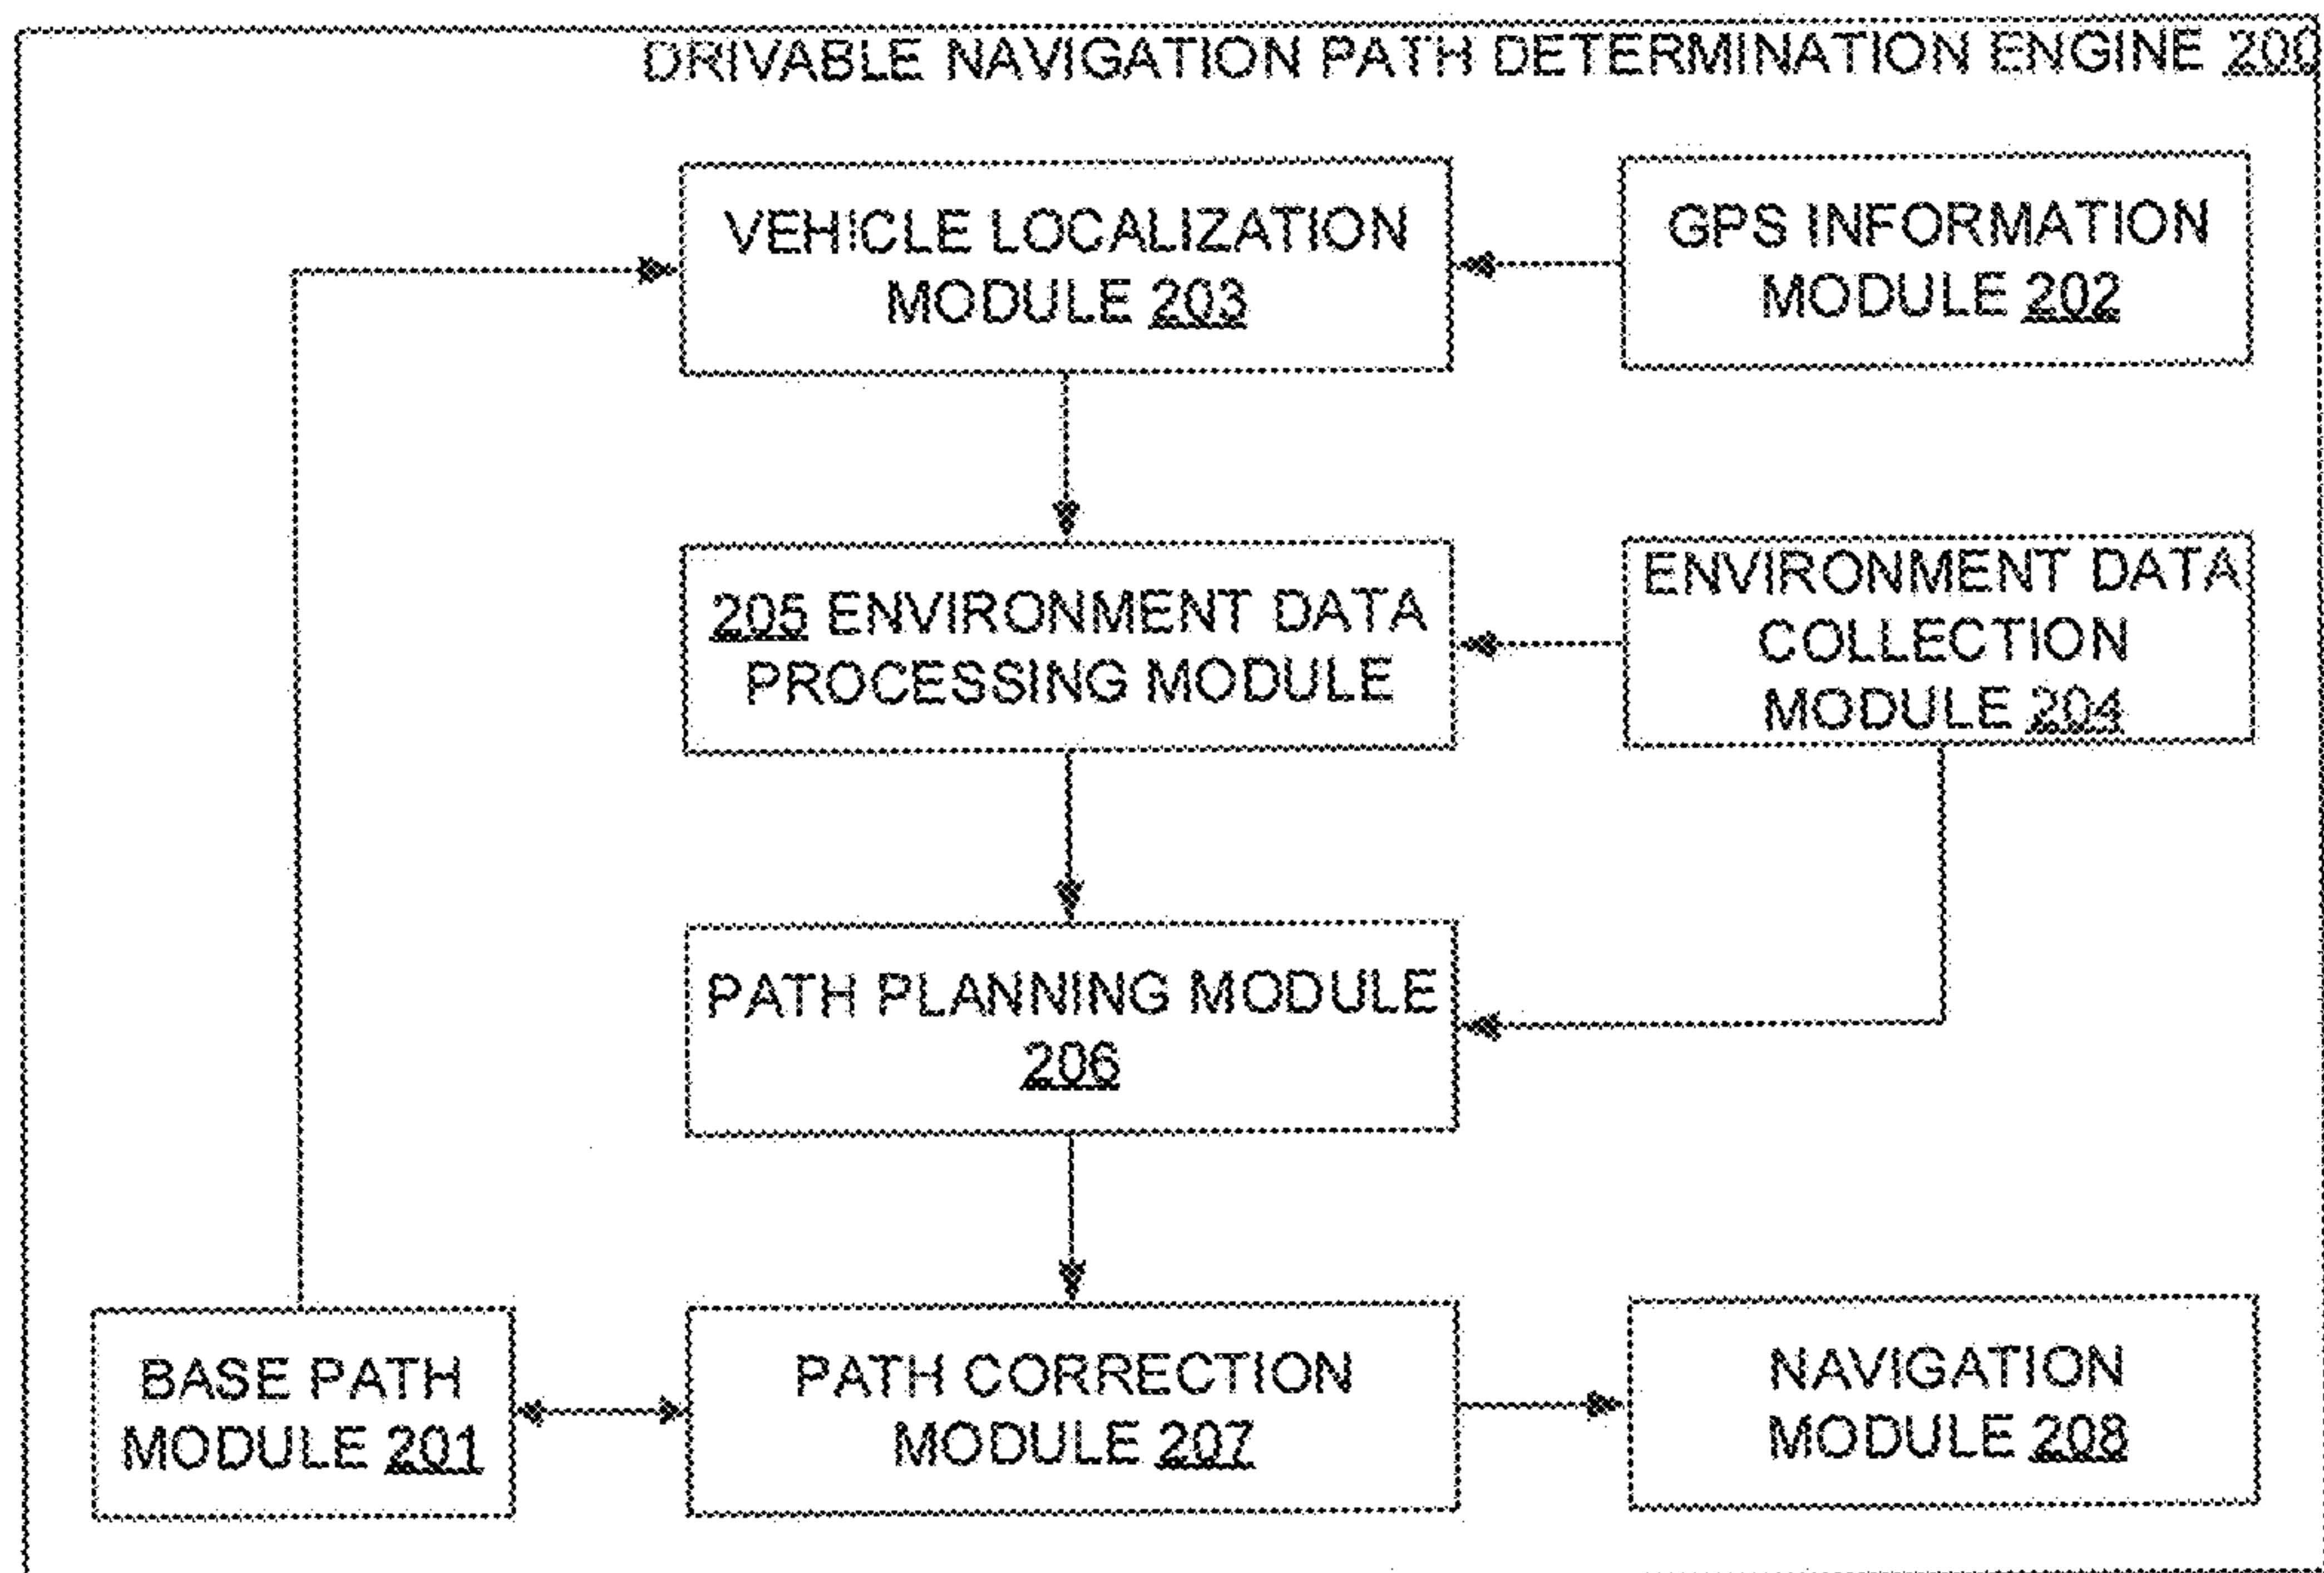 DRIVABLE NAVIGATION PATH DETERMINATION ENGINE 200
VEHICLE LOCALIZATION
MODULE 203
GPS INFORMATION
MODULE 202
205 ENVIRONMENT DATA
PROCESSING MODULE
ENVIRONMENT DATA
COLLECTION
MODULE 204
PATH PLANNING MODULE
206
BASE PATH
MODULE 201
PATH CORRECTION
MODULE 207
NAVIGATION
MODULE 208